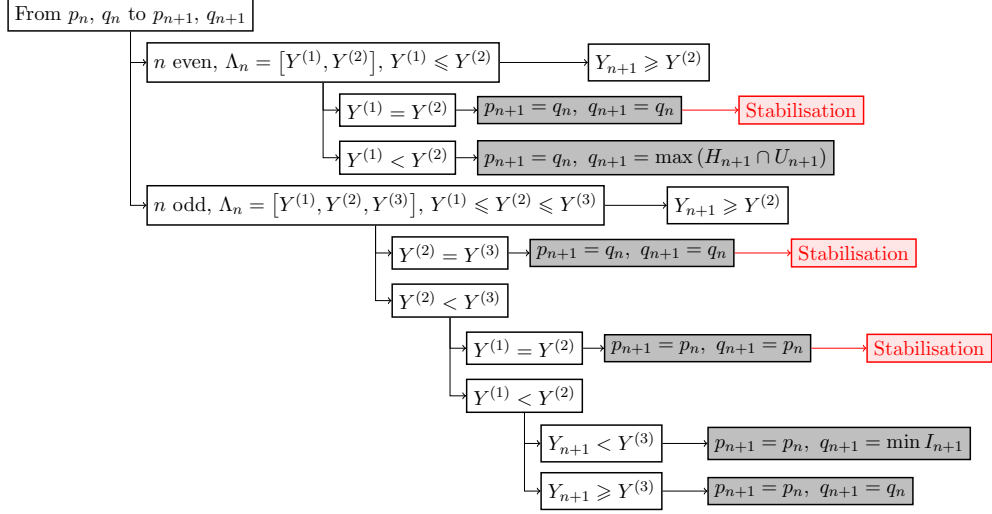 From p_n, q_n to p_{n+1}, q_{n+1}
n even, Λ_n = [Y^{(1)}, Y^{(2)}], Y^{(1)} ⩽ Y^{(2)} Y_{n+1} ⩾ Y^{(2)}
Y^{(1)} = Y^{(2)} p_{n+1} = q_n, q_{n+1} = q_n Stabilisation
Y^{(1)} < Y^{(2)} p_{n+1} = q_n, q_{n+1} = max (H_{n+1} ∩ U_{n+1})
n odd, Λ_n = [Y^{(1)}, Y^{(2)}, Y^{(3)}], Y^{(1)} ⩽ Y^{(2)} ⩽ Y^{(3)} Y_{n+1} ⩾ Y^{(2)}
Y^{(2)} = Y^{(3)} p_{n+1} = q_n, q_{n+1} = q_n Stabilisation
Y^{(2)} < Y^{(3)}
Y^{(1)} = Y^{(2)} p_{n+1} = p_n, q_{n+1} = p_n Stabilisation
Y^{(1)} < Y^{(2)}
Y_{n+1} < Y^{(3)} p_{n+1} = p_n, q_{n+1} = min I_{n+1}
Y_{n+1} ⩾ Y^{(3)} p_{n+1} = p_n, q_{n+1} = q_n